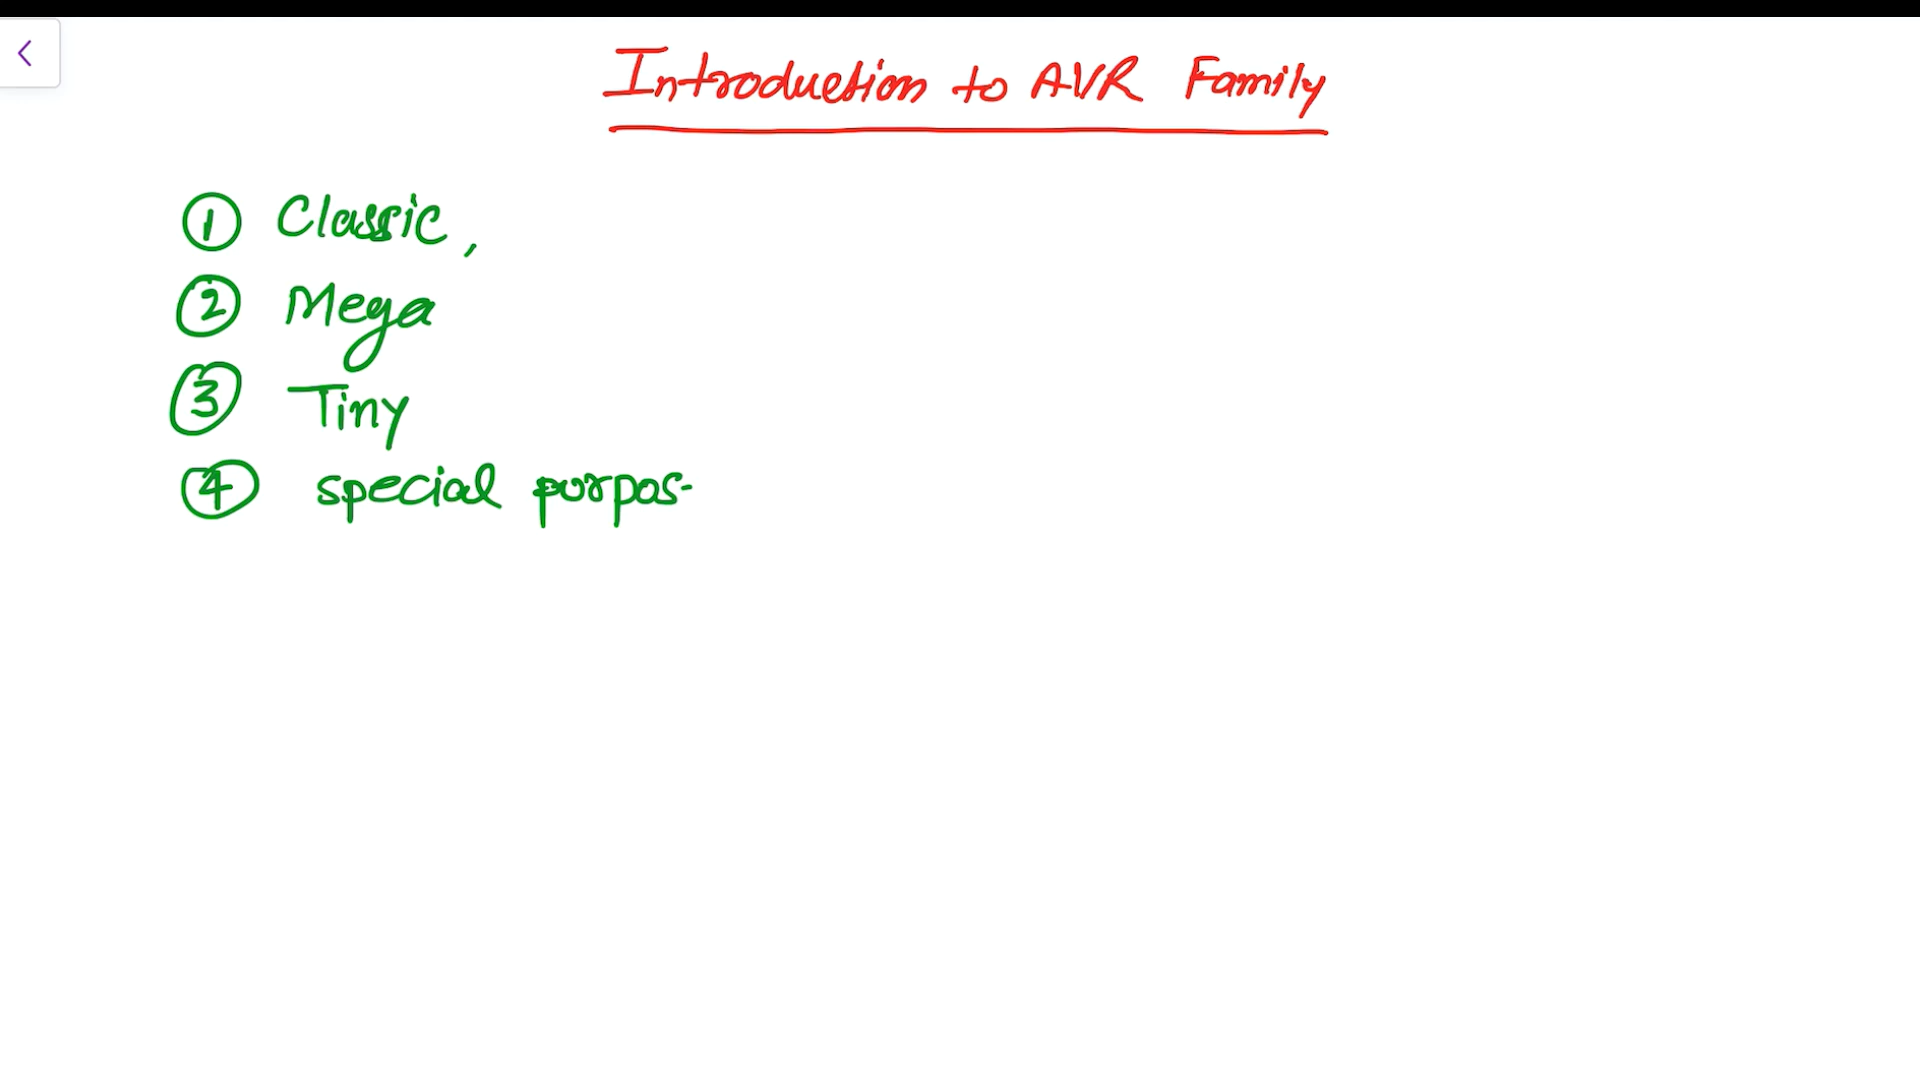 Introduction to AVR Family
① Classic,
② Mega
③ Tiny
④ special purpos-